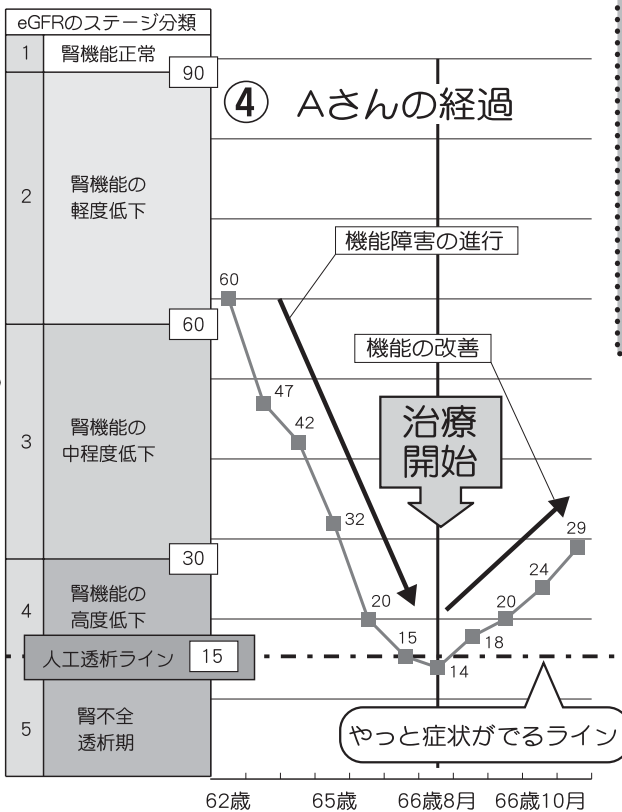 eGFRのステージ分類
1 腎機能正常
90
④ Aさんの経過
2
腎機能の
軽度低下
機能障害の進行
60
60
機能の改善
47
3
腎機能の
中程度低下
42
治療
開始
32
29
30
24
4
腎機能の
高度低下
20
20
18
人工透析ライン 15
15
14
5
腎不全
透析期
やっと症状がでるライン
62歳 65歳 66歳8月 66歳10月